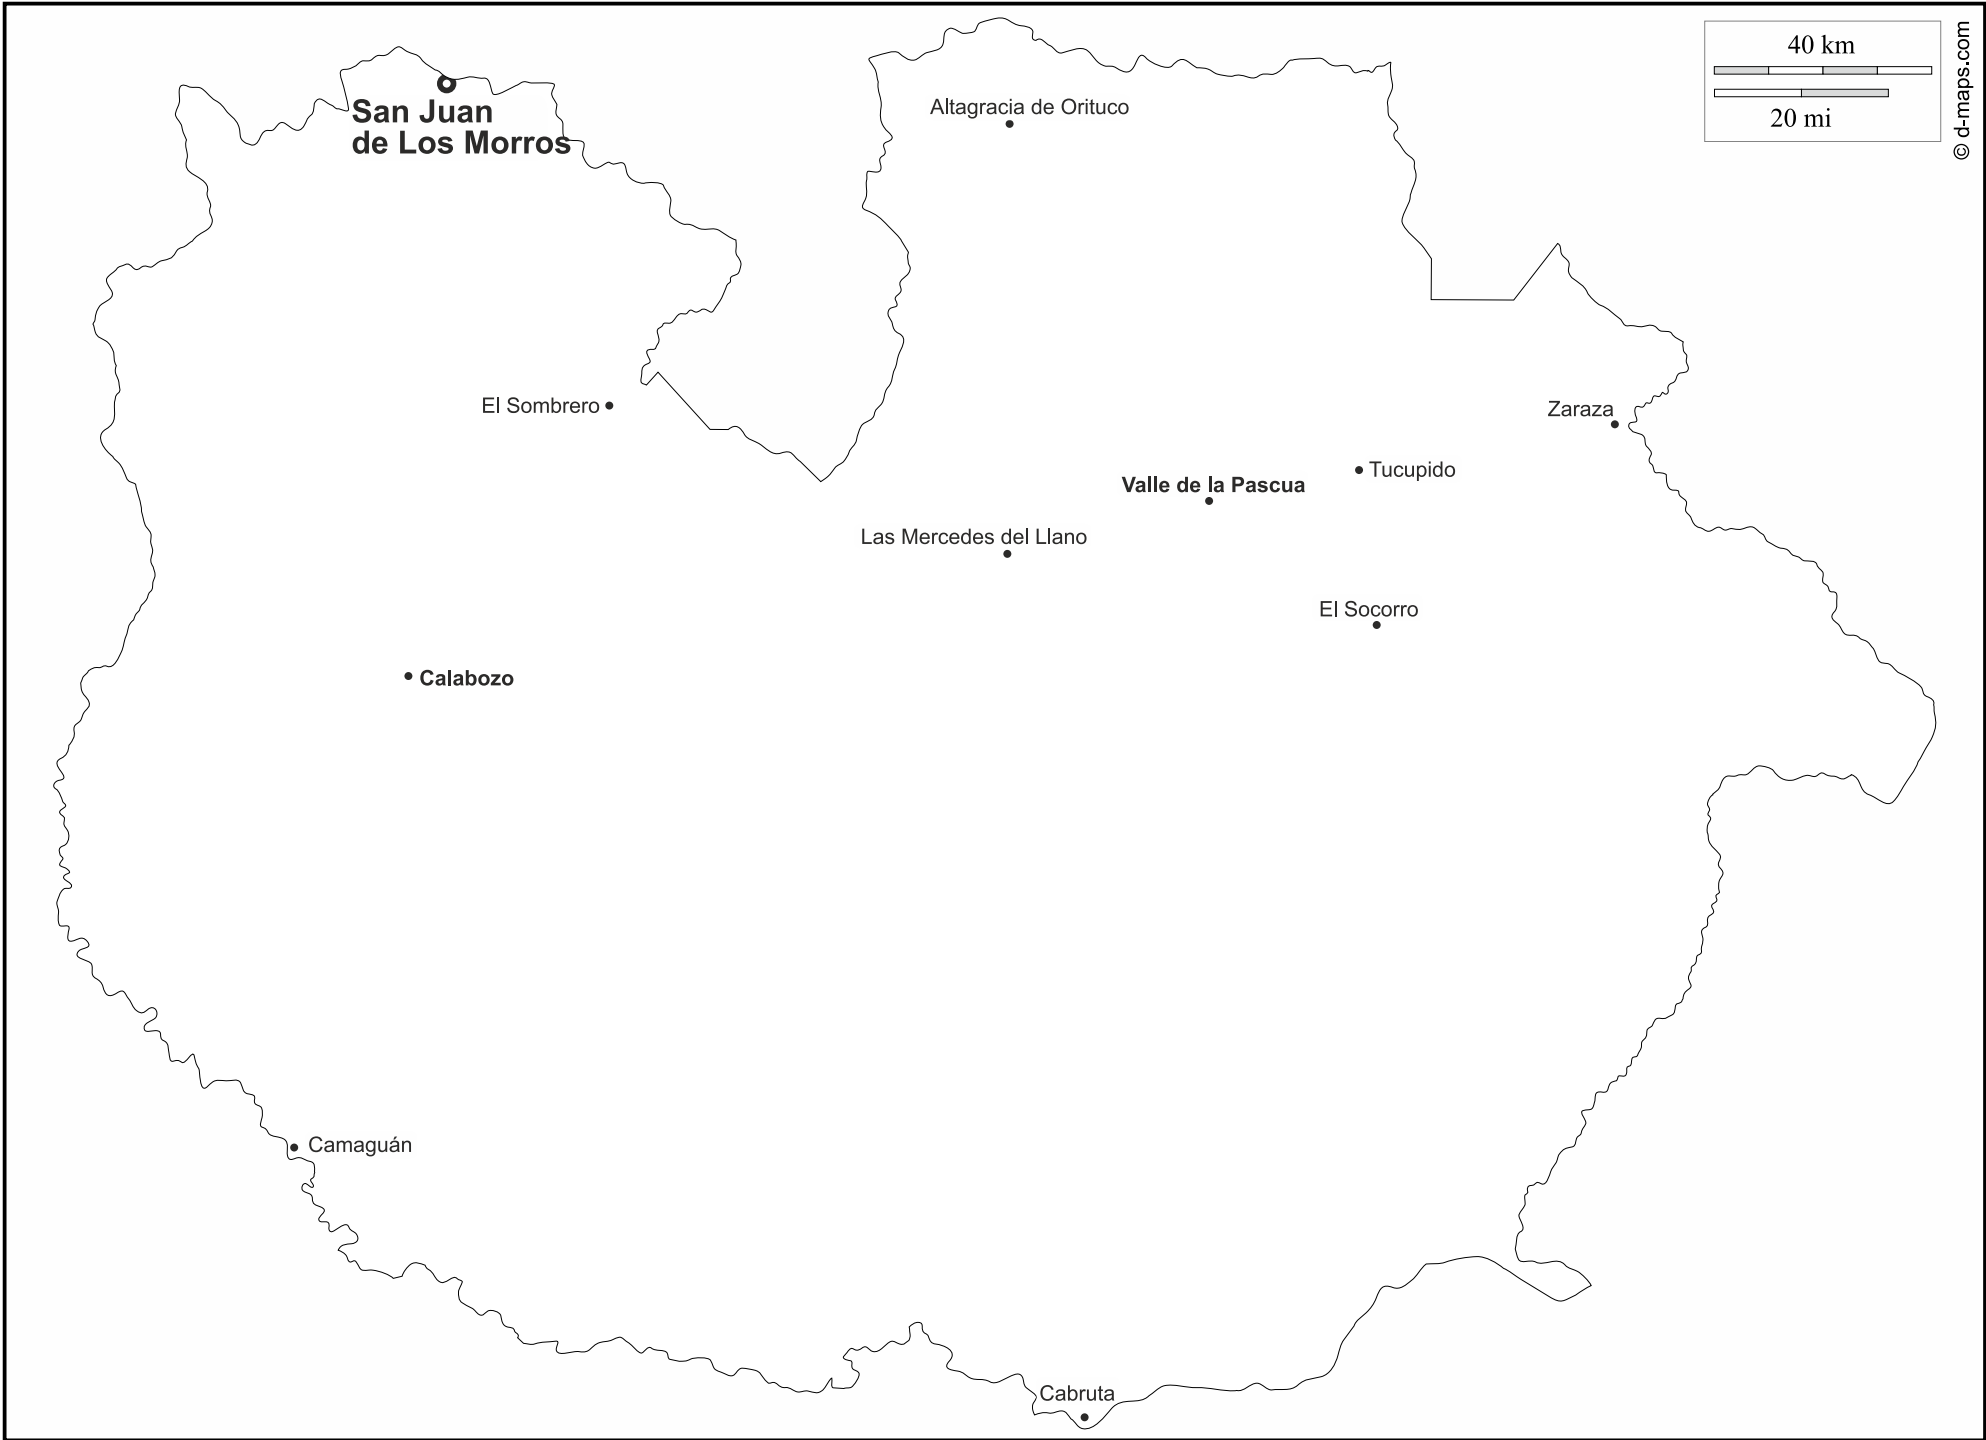 40 km
20 mi
© d-maps.com
San Juan
de Los Morros
Altagracia de Orituco
El Sombrero
Zaraza
Tucupido
Valle de la Pascua
Las Mercedes del Llano
El Socorro
Calabozo
Camaguán
Cabruta